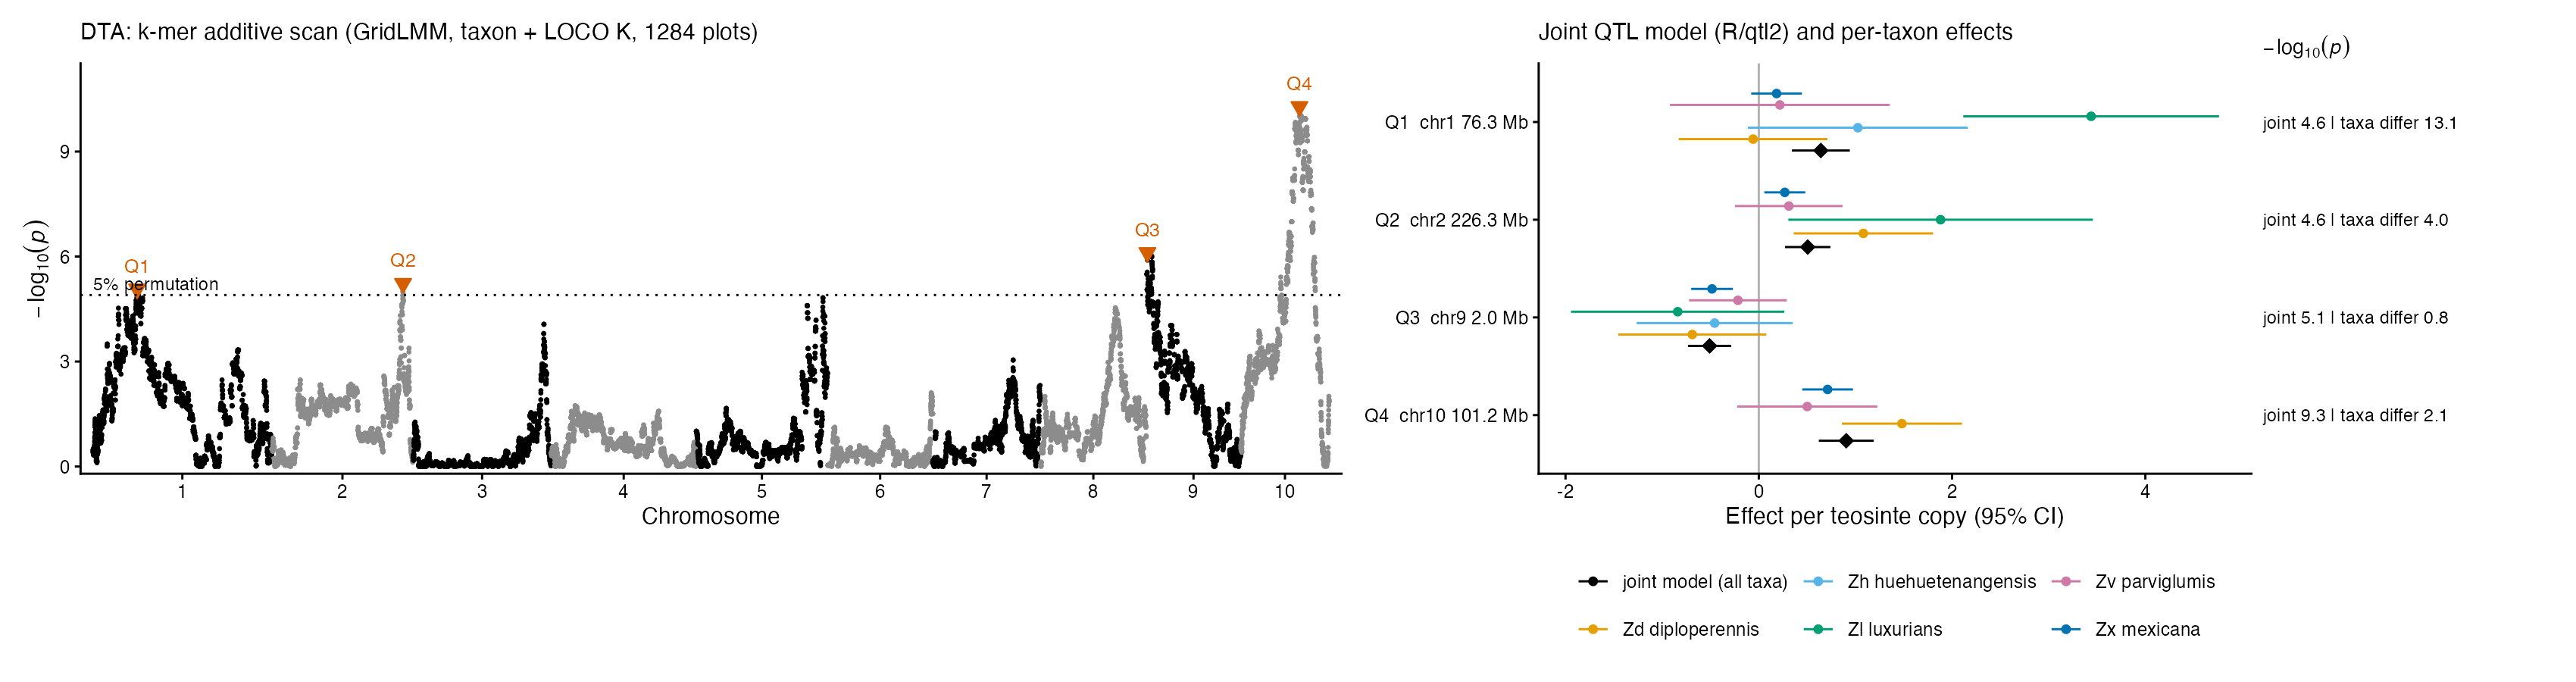 DTA: k-mer additive scan (GridLMM, taxon + LOCO K, 1284 plots)
−log10(p)
9
6
3
0
5% permutation
Q1
Q2
Q3
Q4
1 2 3 4 5 6 7 8 9 10
Chromosome
Joint QTL model (R/qtl2) and per-taxon effects
−log10(p)
Q1 chr1 76.3 Mb
joint 4.6 | taxa differ 13.1
Q2 chr2 226.3 Mb
joint 4.6 | taxa differ 4.0
Q3 chr9 2.0 Mb
joint 5.1 | taxa differ 0.8
Q4 chr10 101.2 Mb
joint 9.3 | taxa differ 2.1
-2 0 2 4
Effect per teosinte copy (95% CI)
joint model (all taxa) Zh huehuetenangensis Zv parviglumis
Zd diploperennis Zl luxurians Zx mexicana